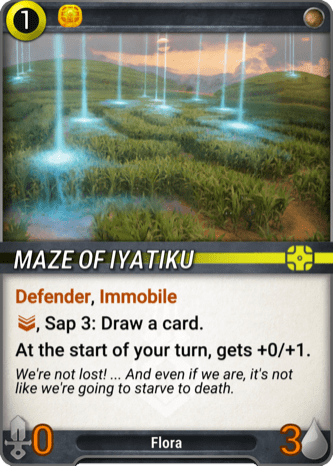 1
MAZE OF IYATIKU
Defender, Immobile
, Sap 3: Draw a card.
At the start of your turn, gets +0/+1.
We're not lost! ... And even if we are, it's not
like we're going to starve to death.
0
Flora
3